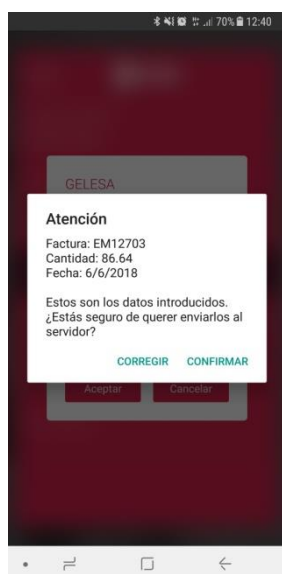 70% 12:40
GELESA
Atención
Factura: EM12703
Cantidad: 86.64
Fecha: 6/6/2018
Estos son los datos introducidos.
¿Estás seguro de querer enviarlos al
servidor?
CORREGIR CONFIRMAR
Aceptar Cancelar